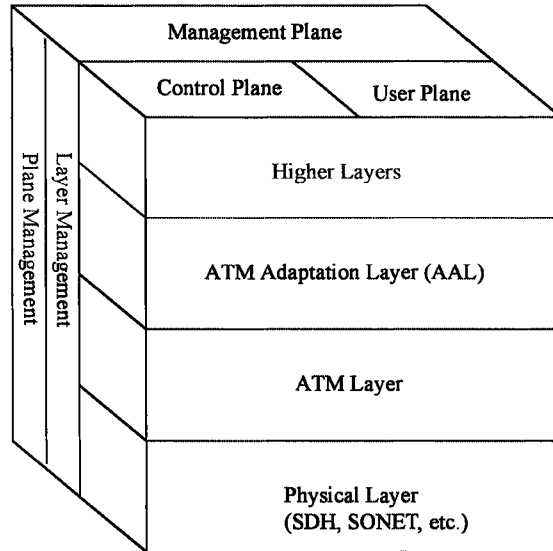 Management Plane
Control Plane
User Plane
Plane Management
Layer Management
Higher Layers
ATM Adaptation Layer (AAL)
ATM Layer
Physical Layer
(SDH, SONET, etc.)